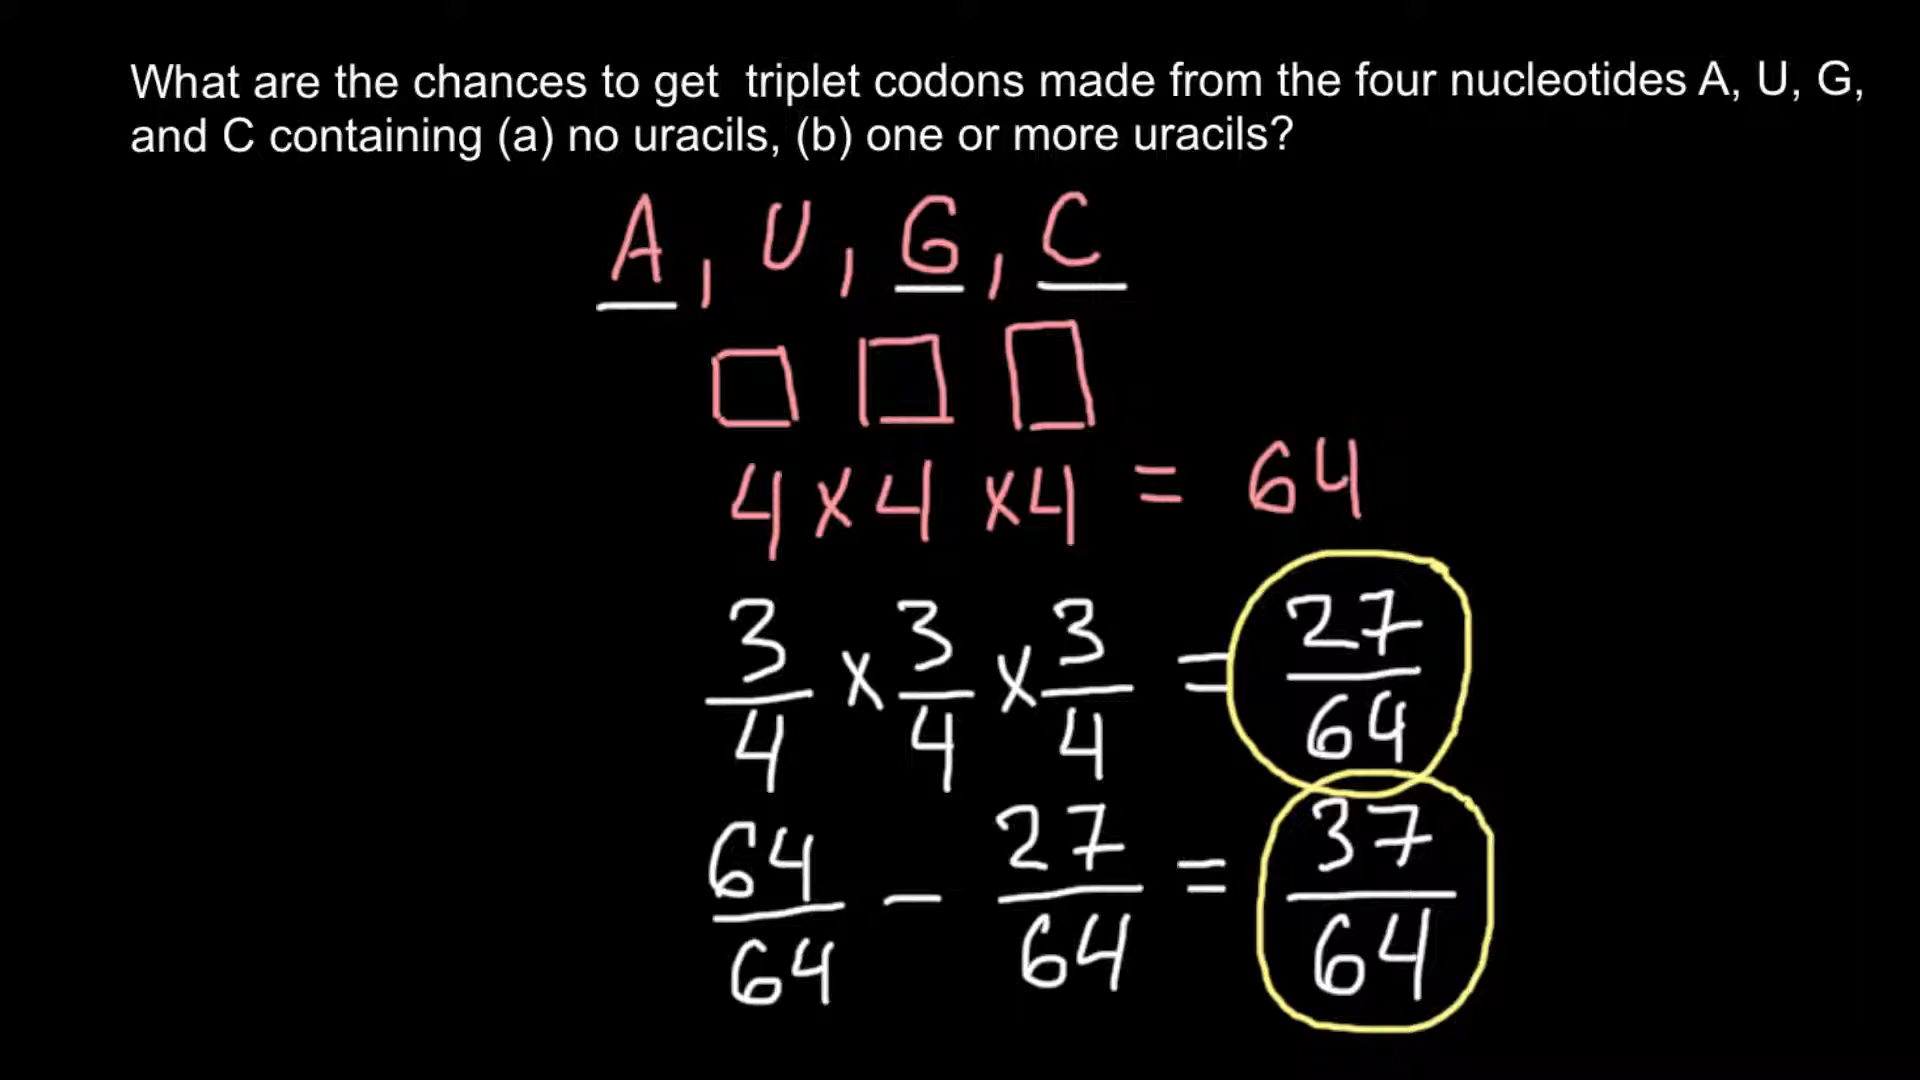 What are the chances to get triplet codons made from the four nucleotides A, U, G,
and C containing (a) no uracils, (b) one or more uracils?
A, U, G, C
4 x 4 x 4 = 64
3/4 x 3/4 x 3/4 = 27/64
64/64 - 27/64 = 37/64